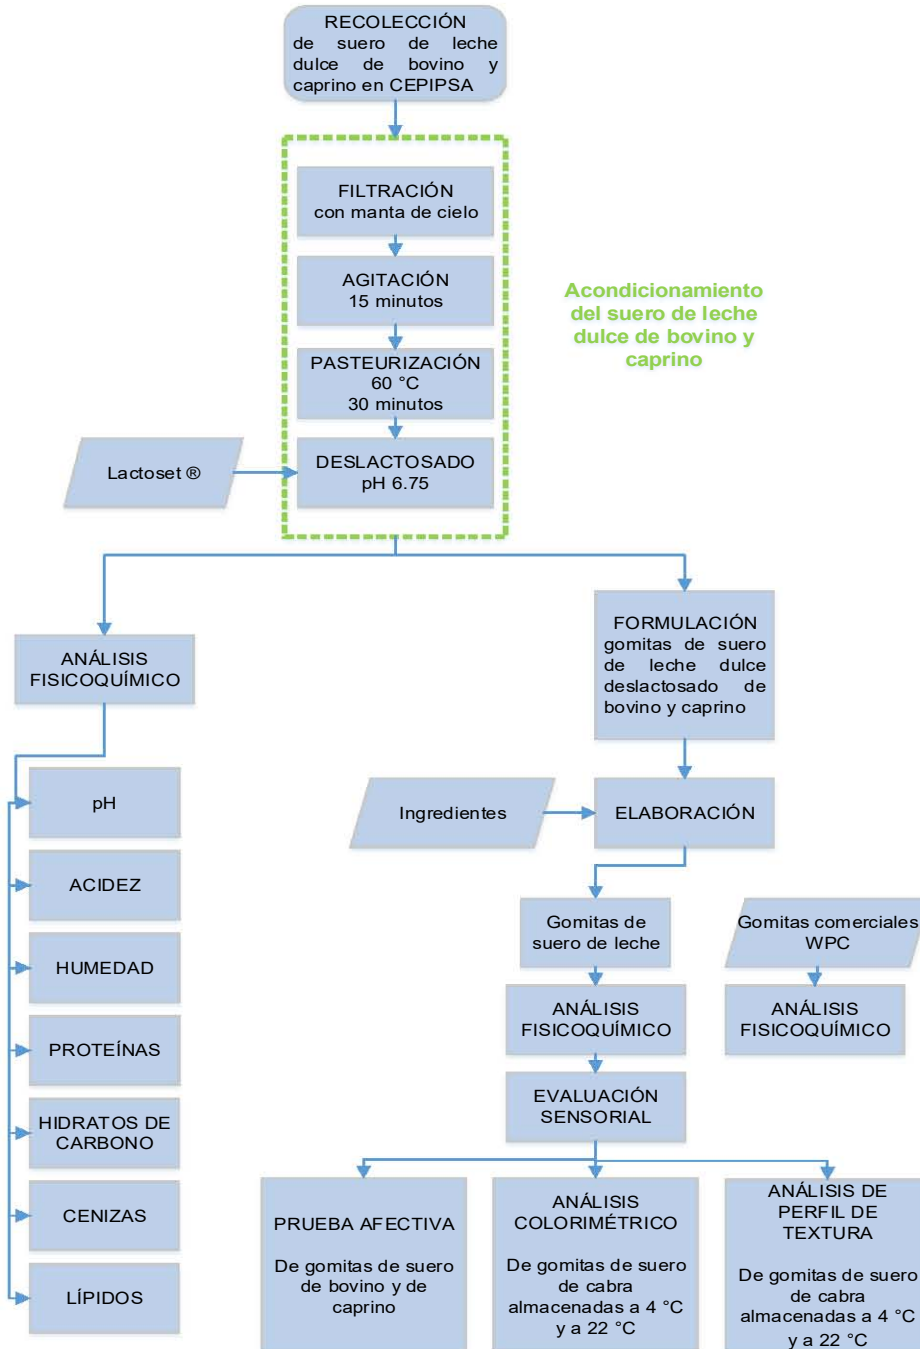 RECOLECCIÓN
de suero de leche
dulce de bovino y
caprino en CEPIPSA
FILTRACIÓN
con manta de cielo
AGITACIÓN
15 minutos
Acondicionamiento
del suero de leche
dulce de bovino y
caprino
PASTEURIZACIÓN
60 °C
30 minutos
Lactoset ®
DESLACTOSADO
pH 6.75
ANÁLISIS
FISICOQUÍMICO
pH
ACIDEZ
HUMEDAD
PROTEÍNAS
HIDRATOS DE
CARBONO
CENIZAS
LÍPIDOS
FORMULACIÓN
gomitas de suero
de leche dulce
deslactosado de
bovino y caprino
Ingredientes
ELABORACIÓN
Gomitas de
suero de leche
Gomitas comerciales
WPC
ANÁLISIS
FISICOQUÍMICO
ANÁLISIS
FISICOQUÍMICO
EVALUACIÓN
SENSORIAL
PRUEBA AFECTIVA
De gomitas de suero
de bovino y de
caprino
ANÁLISIS
COLORIMÉTRICO
De gomitas de suero
de cabra
almacenadas a 4 °C
y a 22 °C
ANÁLISIS DE
PERFIL DE
TEXTURA
De gomitas de suero
de cabra
almacenadas a 4 °C
y a 22 °C